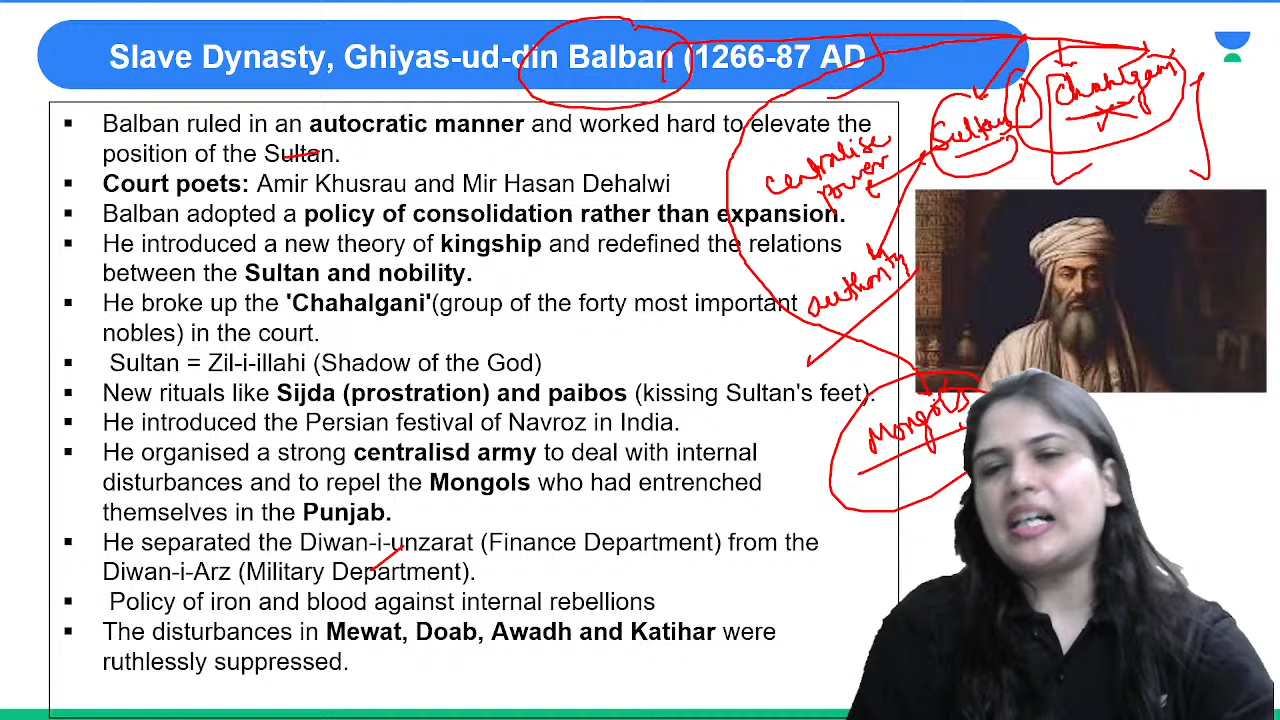 Slave Dynasty, Ghiyas-ud-din Balban (1266-87 AD)
▪ Balban ruled in an autocratic manner and worked hard to elevate the
position of the Sultan.
▪ Court poets: Amir Khusrau and Mir Hasan Dehalwi
▪ Balban adopted a policy of consolidation rather than expansion.
▪ He introduced a new theory of kingship and redefined the relations
between the Sultan and nobility.
▪ He broke up the 'Chahalgani'(group of the forty most important
nobles) in the court.
▪ Sultan = Zil-i-illahi (Shadow of the God)
▪ New rituals like Sijda (prostration) and paibos (kissing Sultan's feet).
▪ He introduced the Persian festival of Navroz in India.
▪ He organised a strong centralisd army to deal with internal
disturbances and to repel the Mongols who had entrenched
themselves in the Punjab.
▪ He separated the Diwan-i-unzarat (Finance Department) from the
Diwan-i-Arz (Military Department).
▪ Policy of iron and blood against internal rebellions
▪ The disturbances in Mewat, Doab, Awadh and Katihar were
ruthlessly suppressed.
Sultan
centralise
power
authority
Mongols